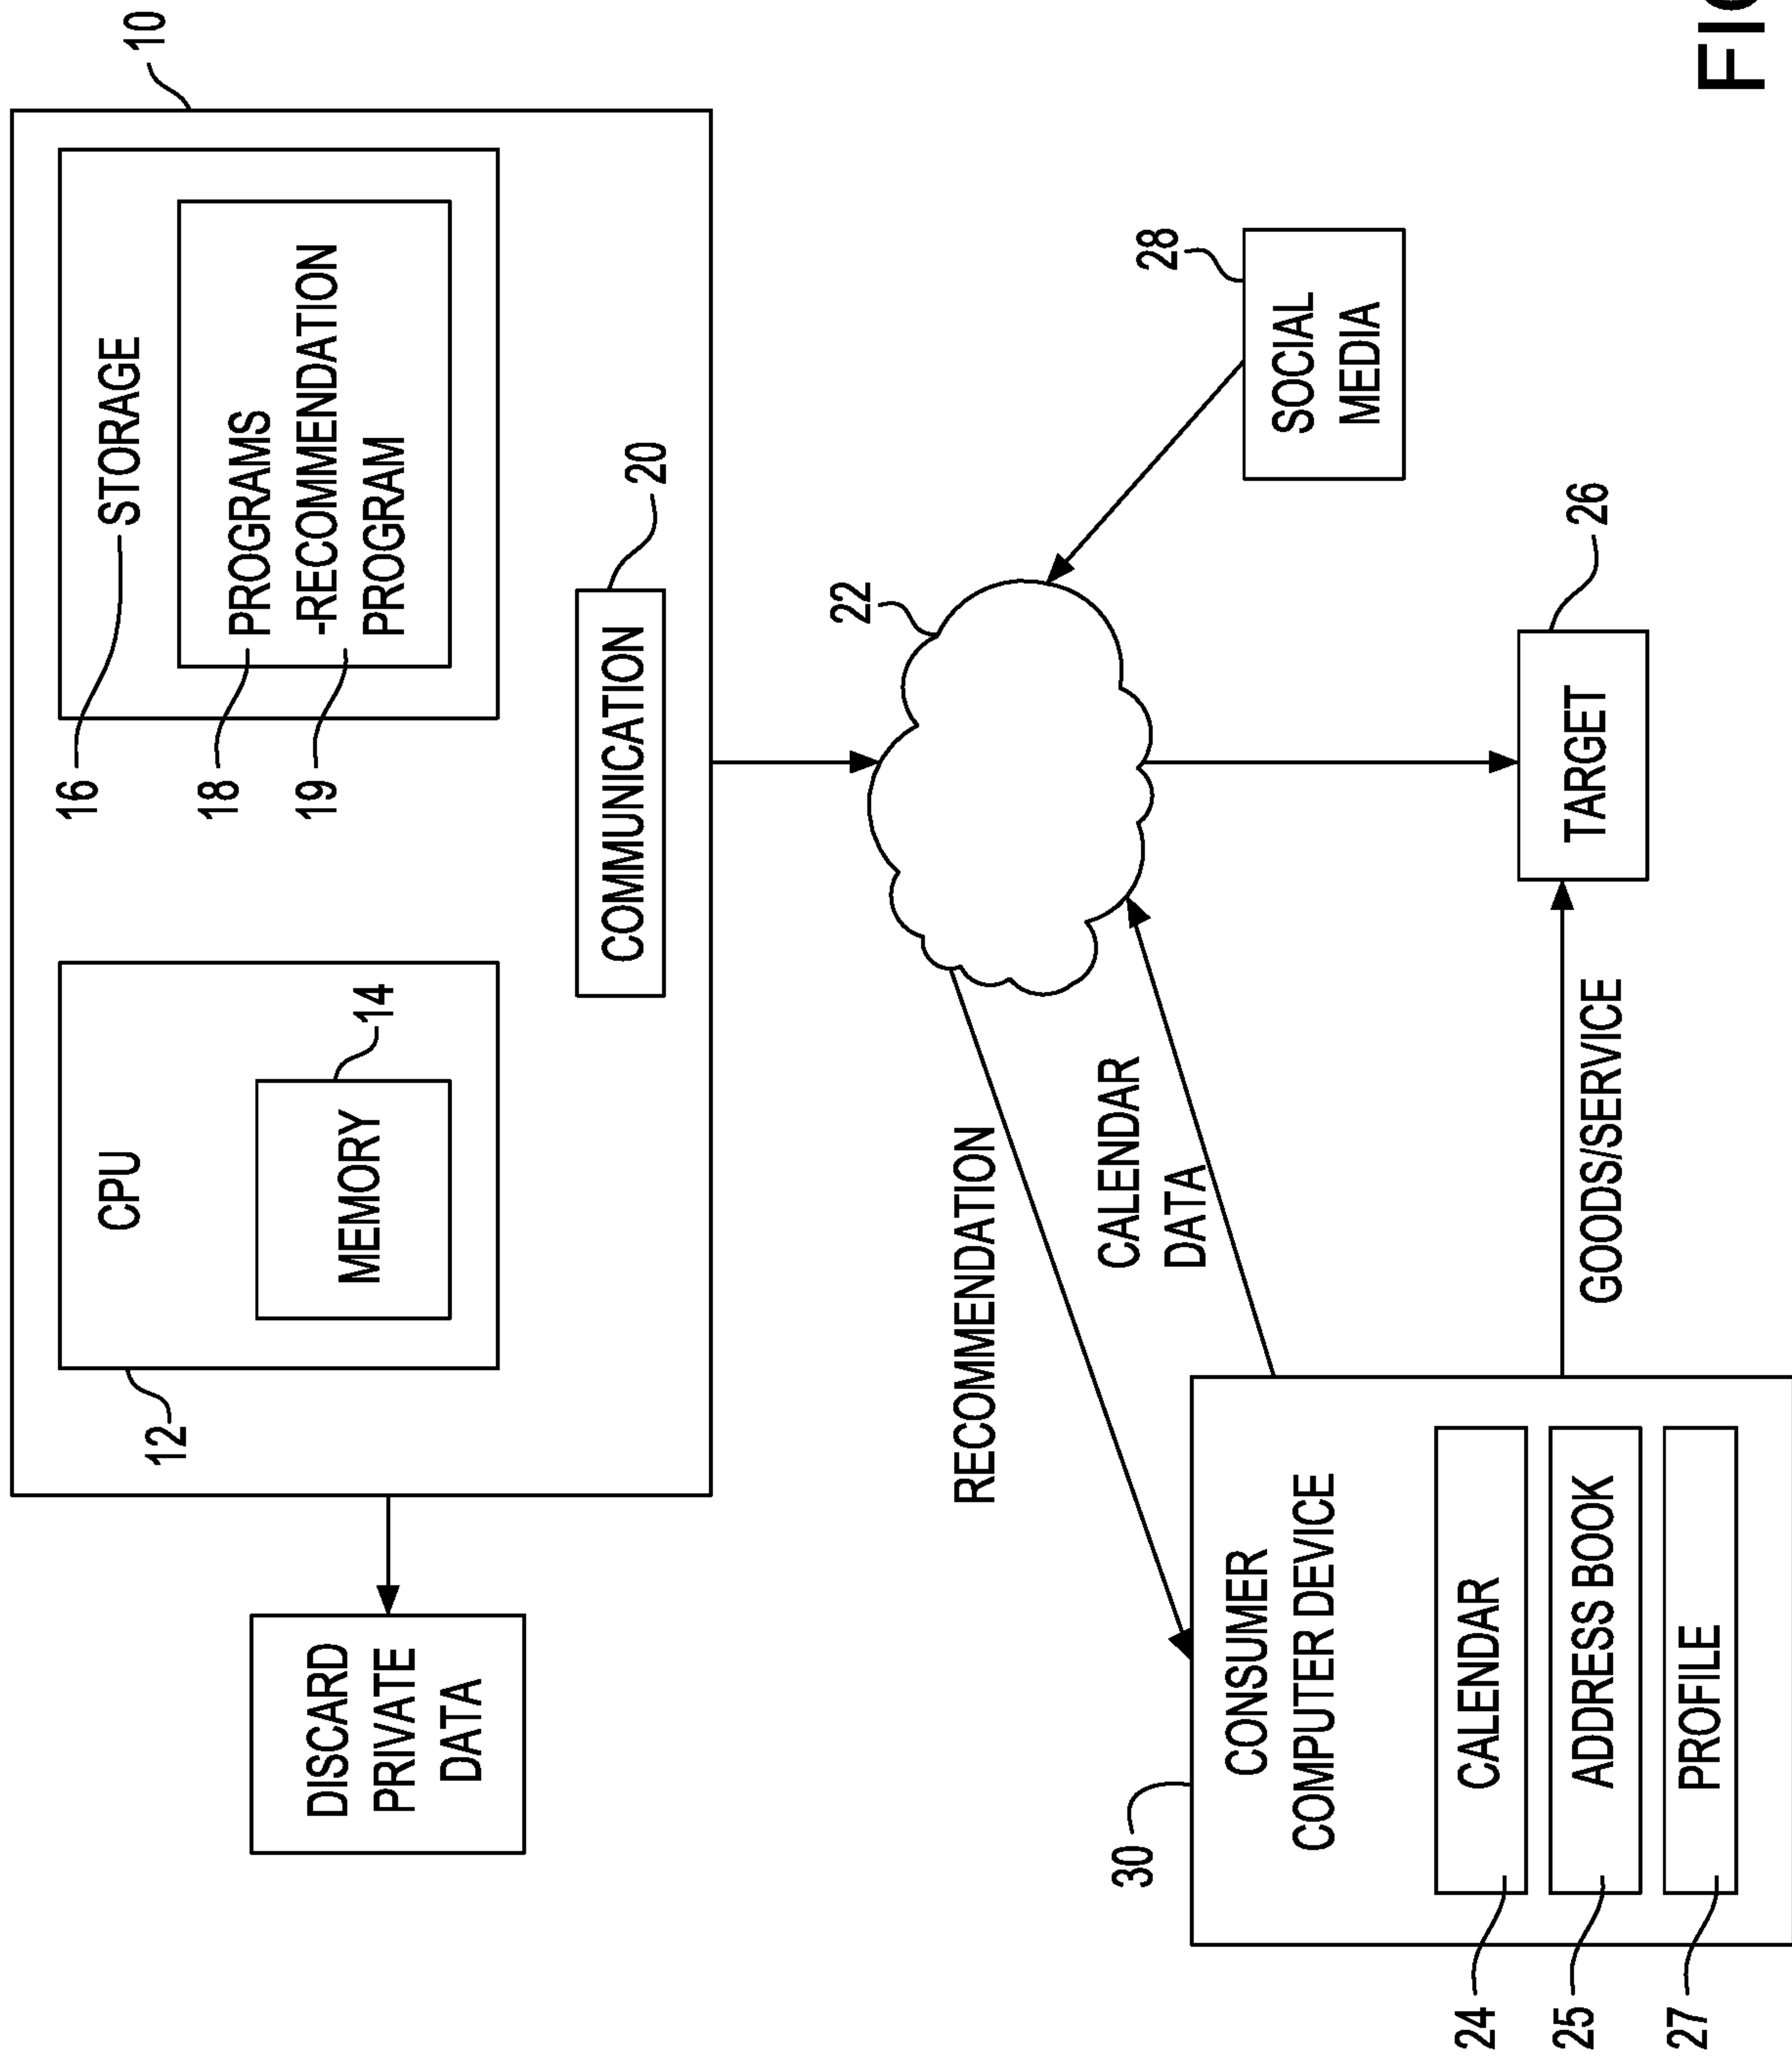 10
STORAGE
16
PROGRAMS
-RECOMMENDATION
PROGRAM
18
19
CPU
MEMORY
14
12
COMMUNICATION
20
DISCARD
PRIVATE
DATA
22
SOCIAL
MEDIA
28
RECOMMENDATION
CALENDAR
DATA
TARGET
26
GOODS/SERVICE
30
CONSUMER
COMPUTER DEVICE
CALENDAR
24
ADDRESS BOOK
25
PROFILE
27